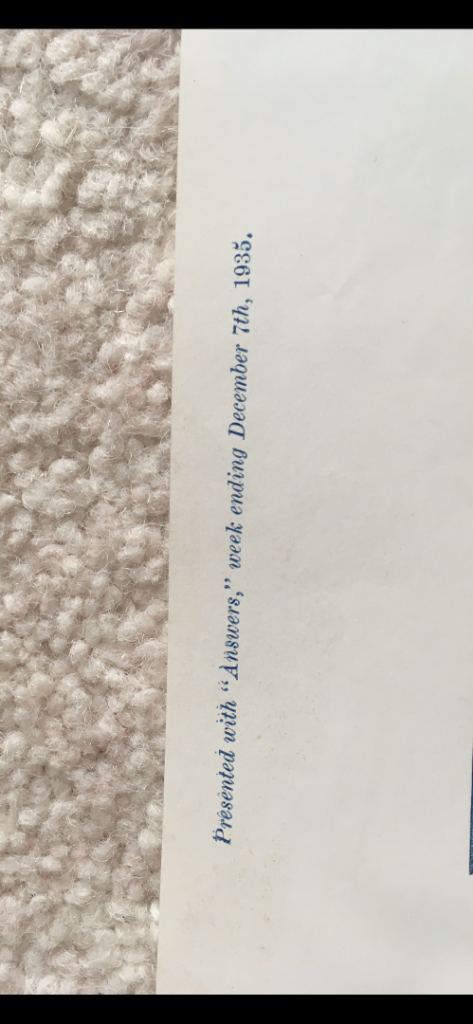 Presented with “Answers,” week ending December 7th, 1935.